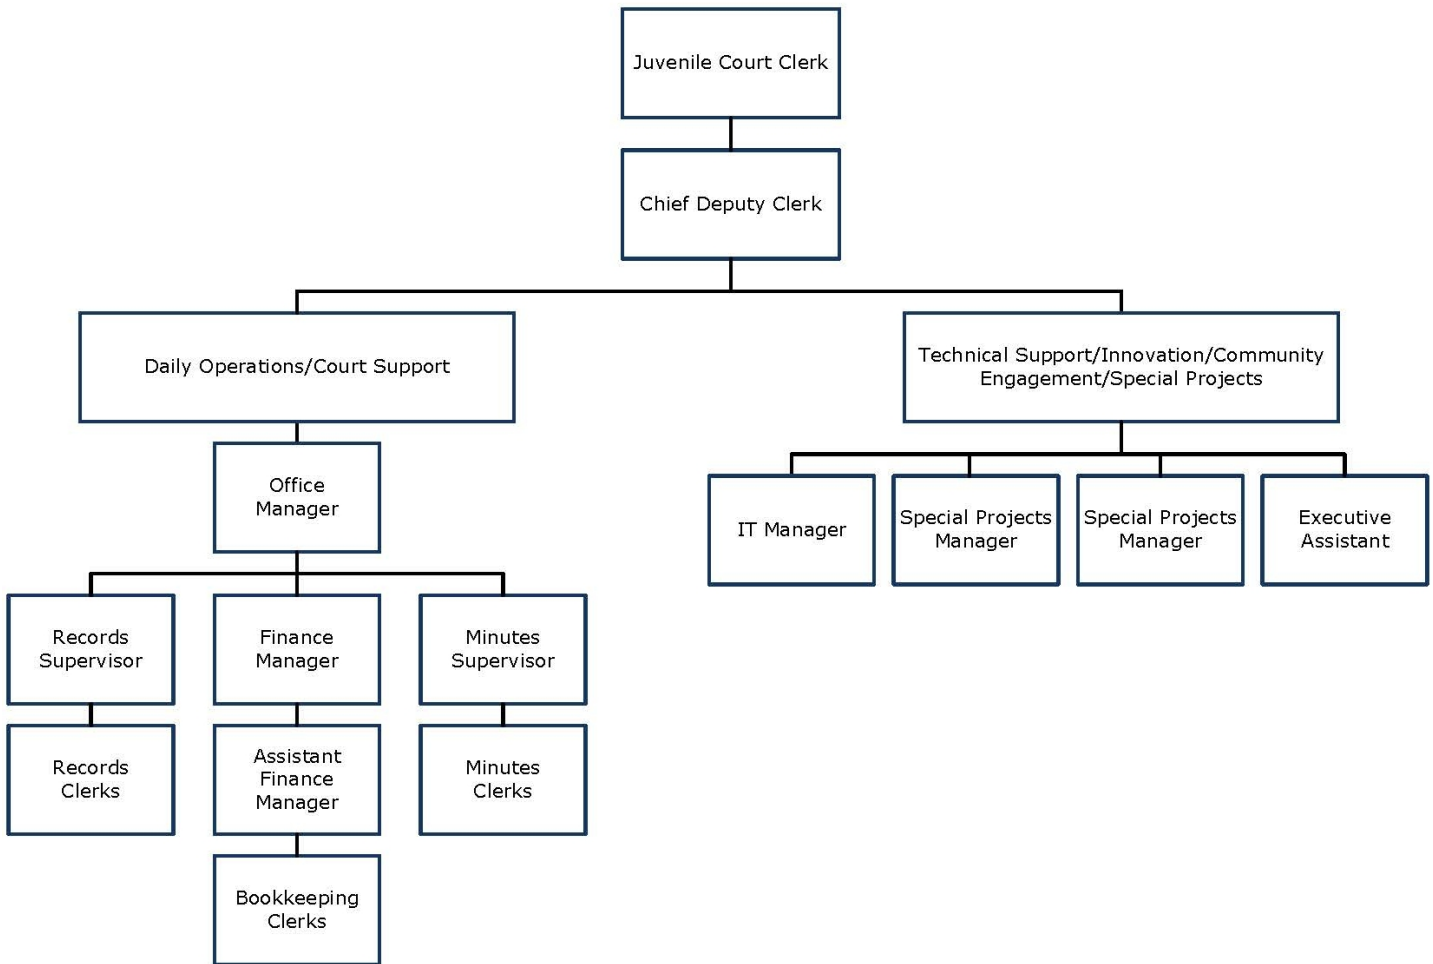 Juvenile Court Clerk
Chief Deputy Clerk
Daily Operations/Court Support
Technical Support/Innovation/Community
Engagement/Special Projects
Office
Manager
IT Manager
Special Projects
Manager
Special Projects
Manager
Executive
Assistant
Records
Supervisor
Finance
Manager
Minutes
Supervisor
Records
Clerks
Assistant
Finance
Manager
Minutes
Clerks
Bookkeeping
Clerks